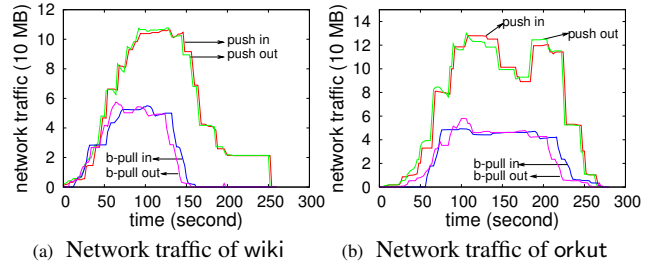 network traffic (10 MB)
12
10
8
6
4
2
0
push in
push out
b-pull in
b-pull out
0 50 100 150 200 250 300
time (second)
(a) Network traffic of wiki
network traffic (10 MB)
14
12
10
8
6
4
2
0
push in
push out
b-pull in
b-pull out
0 50 100 150 200 250 300
time (second)
(b) Network traffic of orkut